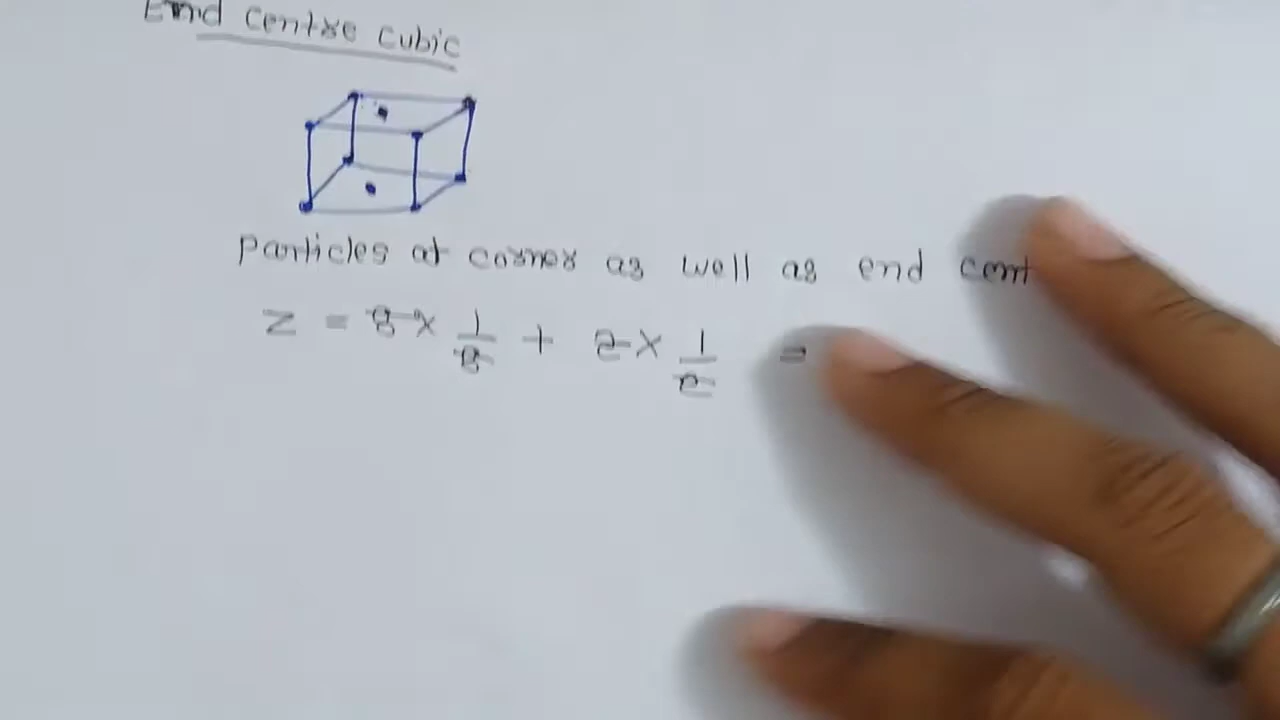 End centre cubic
Particles at corner as well as end cent
Z = 8 × 1/8 + 2 × 1/2 =